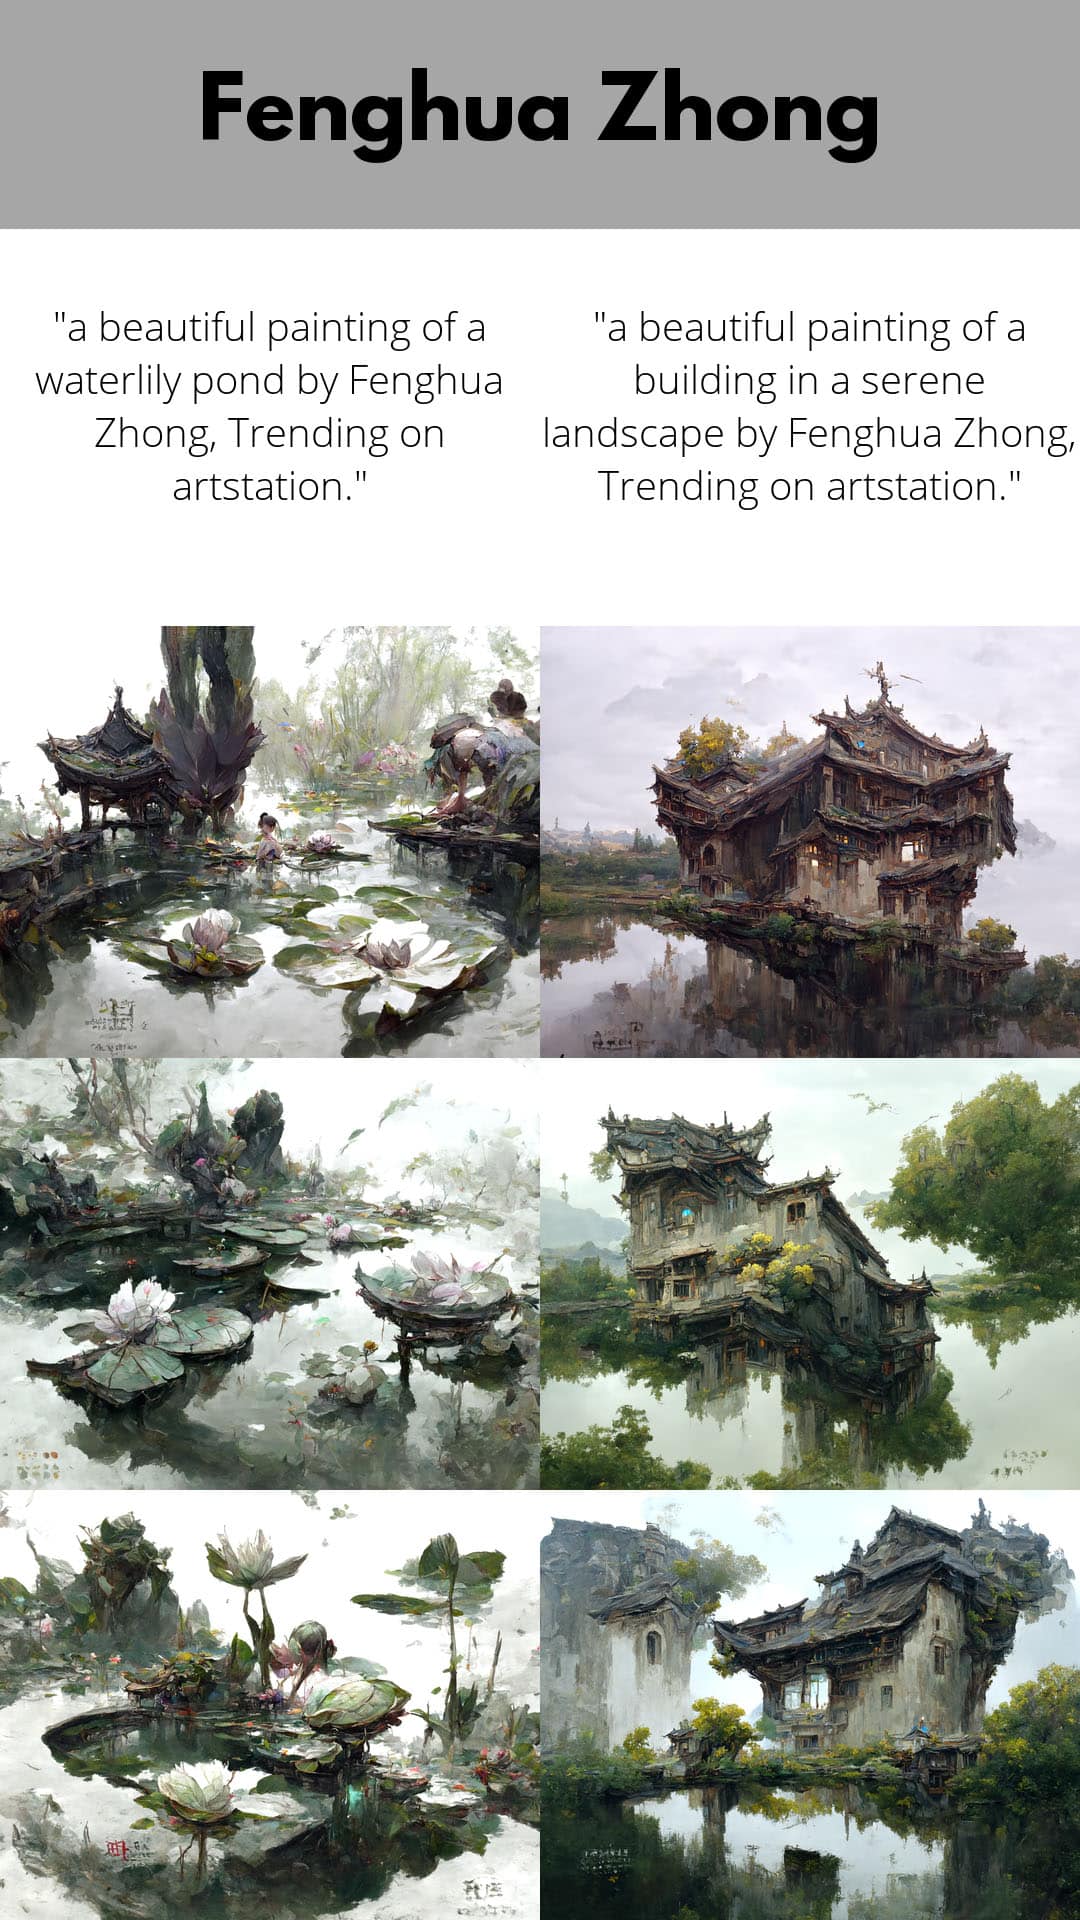 Fenghua Zhong
"a beautiful painting of a
waterlily pond by Fenghua
Zhong, Trending on
artstation."
"a beautiful painting of a
building in a serene
landscape by Fenghua Zhong,
Trending on artstation."